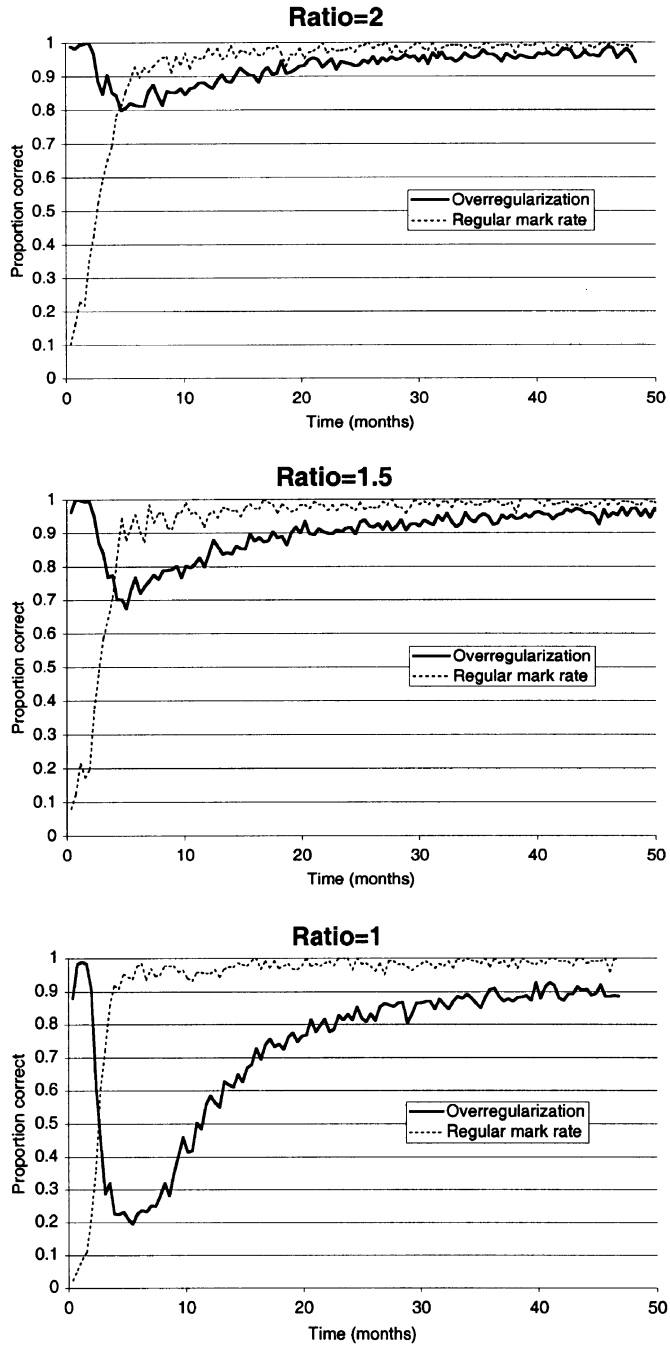 Ratio=2
1
0.9
0.8
0.7
0.6
0.5
0.4
0.3
0.2
0.1
0
Proportion correct
Overregularization
Regular mark rate
0 10 20 30 40 50
Time (months)
Ratio=1.5
1
0.9
0.8
0.7
0.6
0.5
0.4
0.3
0.2
0.1
0
Proportion correct
Overregularization
Regular mark rate
0 10 20 30 40 50
Time (months)
Ratio=1
1
0.9
0.8
0.7
0.6
0.5
0.4
0.3
0.2
0.1
0
Proportion correct
Overregularization
Regular mark rate
0 10 20 30 40 50
Time (months)